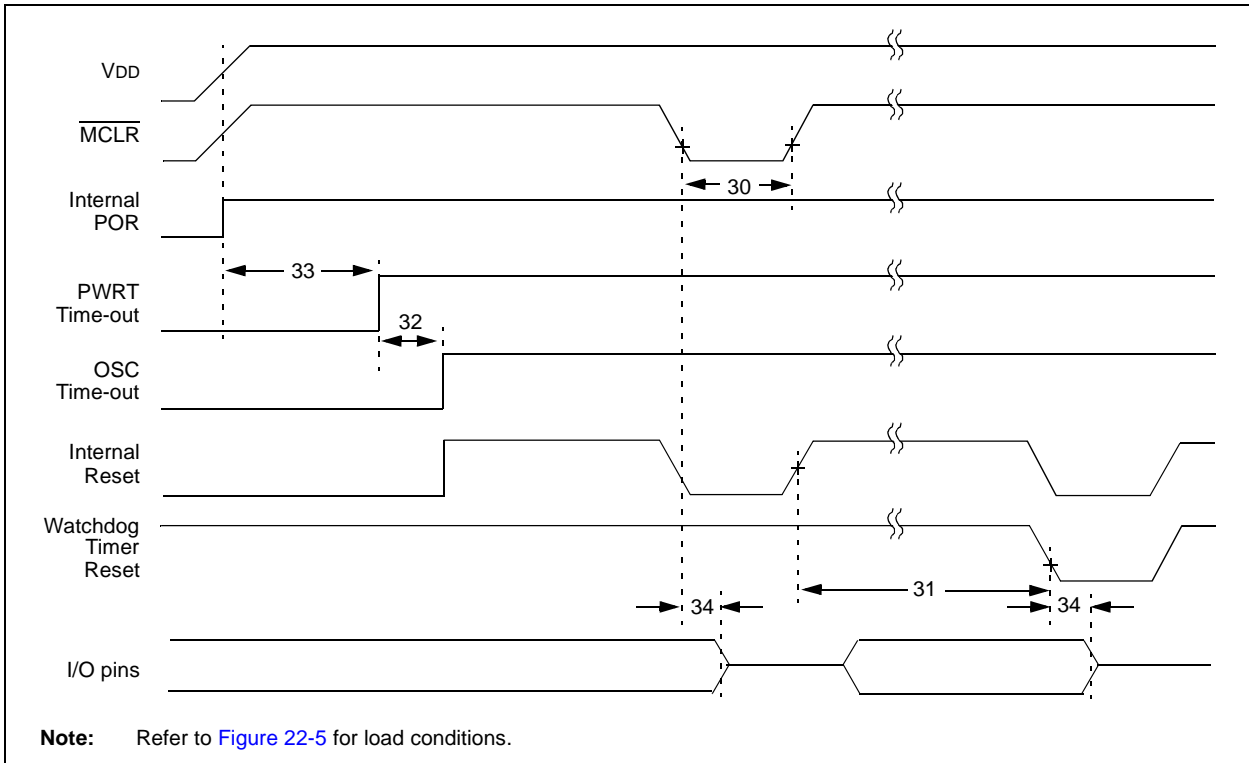 VDD
MCLR
30
Internal
POR
33
PWRT
Time-out
32
OSC
Time-out
Internal
Reset
Watchdog
Timer
Reset
31
34
34
I/O pins
Note: Refer to Figure 22-5 for load conditions.